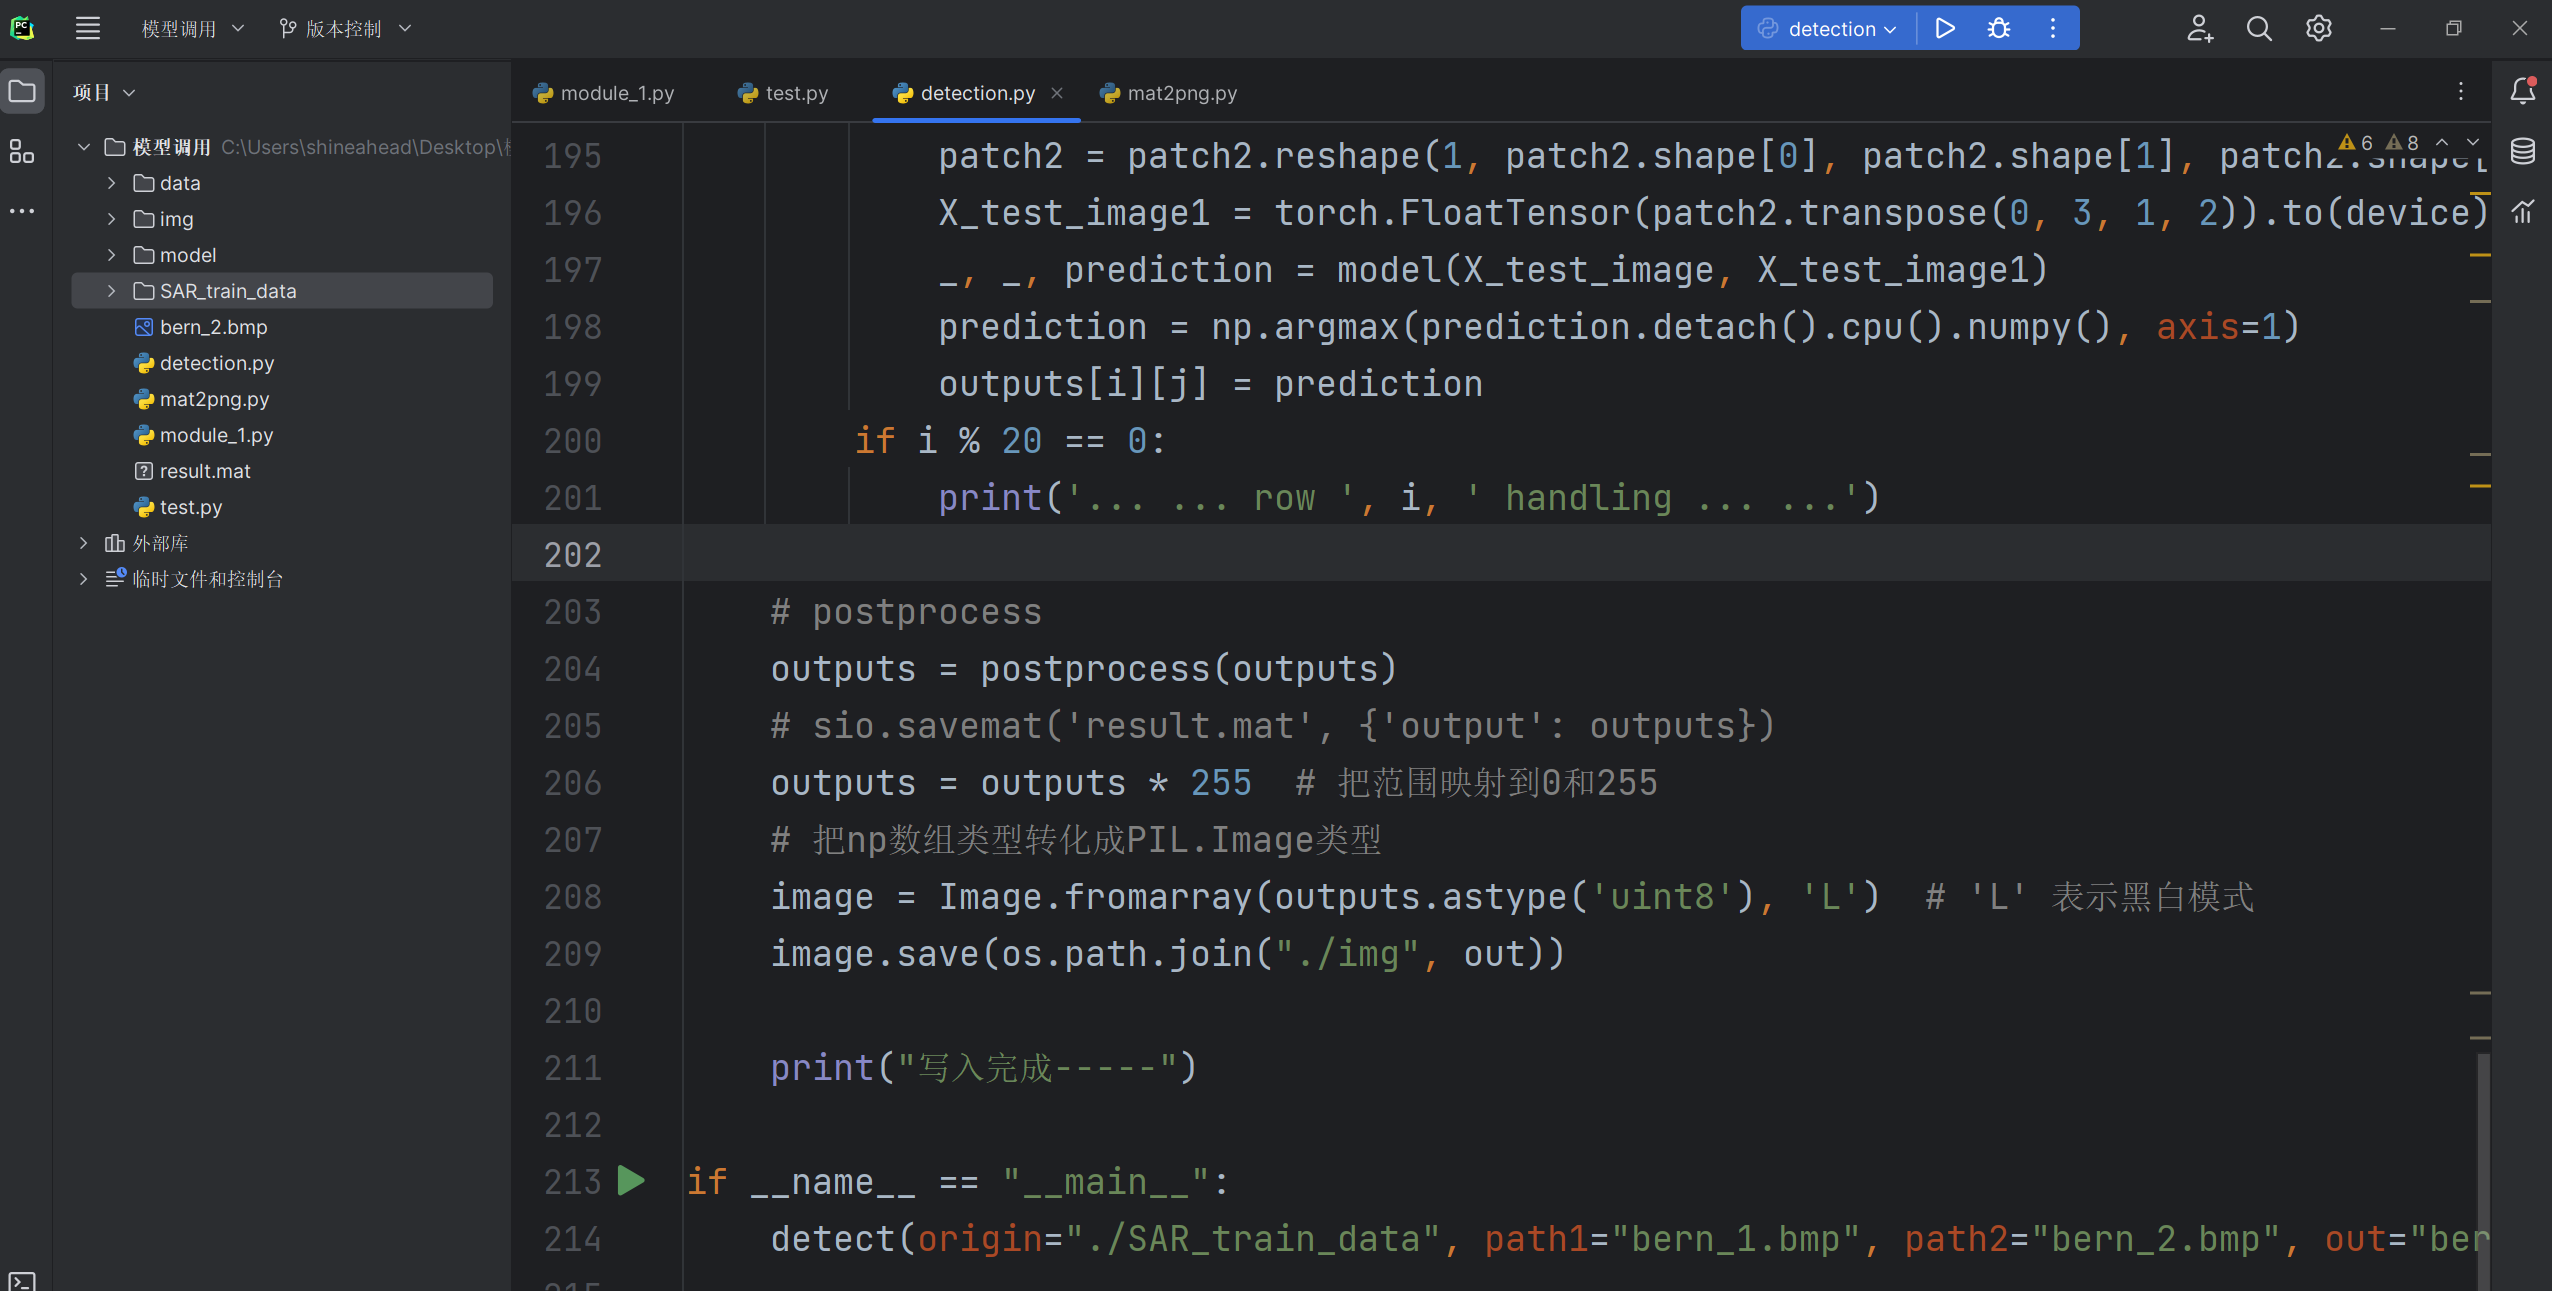 PC
模型调用
版本控制
detection
项目
module_1.py
test.py
detection.py
mat2png.py
模型调用 C:\Users\shineahead\Desktop\
data
img
model
SAR_train_data
bern_2.bmp
detection.py
mat2png.py
module_1.py
result.mat
test.py
外部库
临时文件和控制台
6 8
195 patch2 = patch2.reshape(1, patch2.shape[0], patch2.shape[1], patch2.shape[
196 X_test_image1 = torch.FloatTensor(patch2.transpose(0, 3, 1, 2)).to(device)
197 _, _, prediction = model(X_test_image, X_test_image1)
198 prediction = np.argmax(prediction.detach().cpu().numpy(), axis=1)
199 outputs[i][j] = prediction
200 if i % 20 == 0:
201 print('... ... row ', i, ' handling ... ...')
202
203 # postprocess
204 outputs = postprocess(outputs)
205 # sio.savemat('result.mat', {'output': outputs})
206 outputs = outputs * 255  # 把范围映射到0和255
207 # 把np数组类型转化成PIL.Image类型
208 image = Image.fromarray(outputs.astype('uint8'), 'L')  # 'L' 表示黑白模式
209 image.save(os.path.join("./img", out))
210
211 print("写入完成-----")
212
213 if __name__ == "__main__":
214 detect(origin="./SAR_train_data", path1="bern_1.bmp", path2="bern_2.bmp", out="ber
215